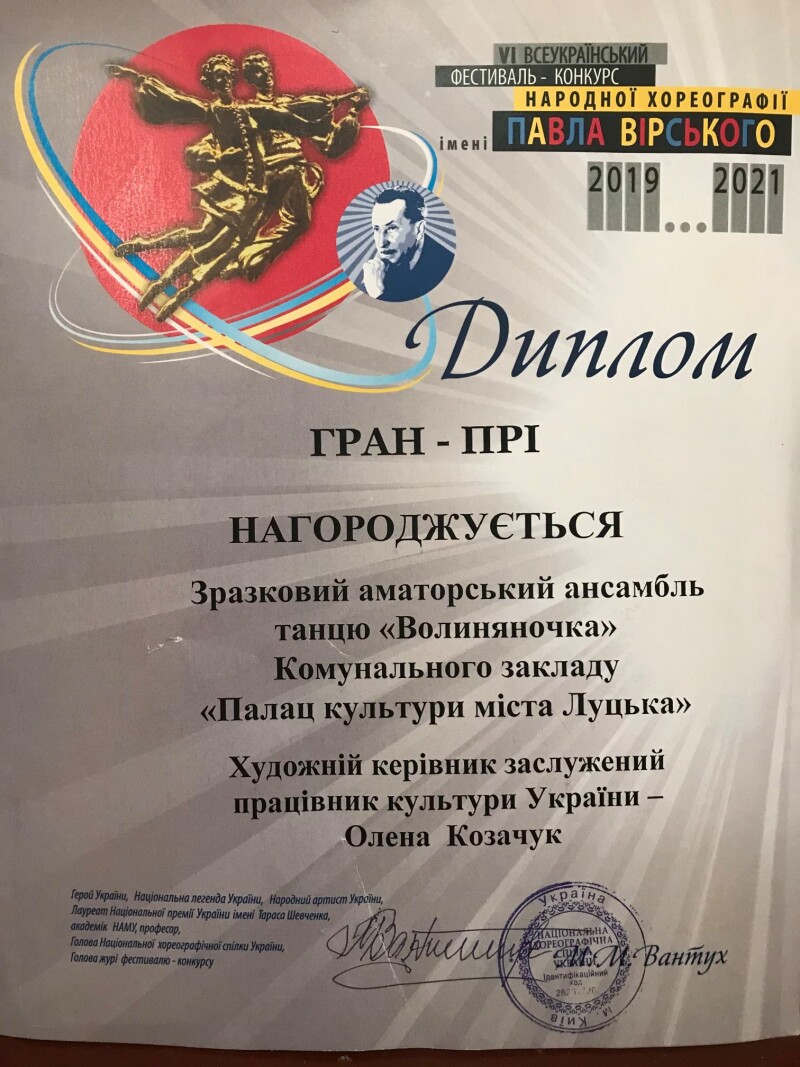 VI ВСЕУКРАЇНСЬКИЙ
ФЕСТИВАЛЬ - КОНКУРС
НАРОДНОЇ ХОРЕОГРАФІЇ
імені ПАВЛА ВІРСЬКОГО
2019 ... 2021
Диплом
ГРАН - ПРІ
НАГОРОДЖУЄТЬСЯ
Зразковий аматорський ансамбль
танцю «Волиняночка»
Комунального закладу
«Палац культури міста Луцька»
Художній керівник заслужений
працівник культури України –
Олена Козачук
Герой України, Національна легенда України, Народний артист України,
Лауреат Національної премії України імені Тараса Шевченка,
академік НАМУ, професор,
Голова Національної хореографічної спілки України,
Голова журі фестивалю - конкурсу
М.М.Вантух
Україна
НАЦІОНАЛЬНА
ХОРЕОГРАФІЧНА
СПІЛКА
УКРАЇНИ
Ідентифікаційний
код
м. Київ